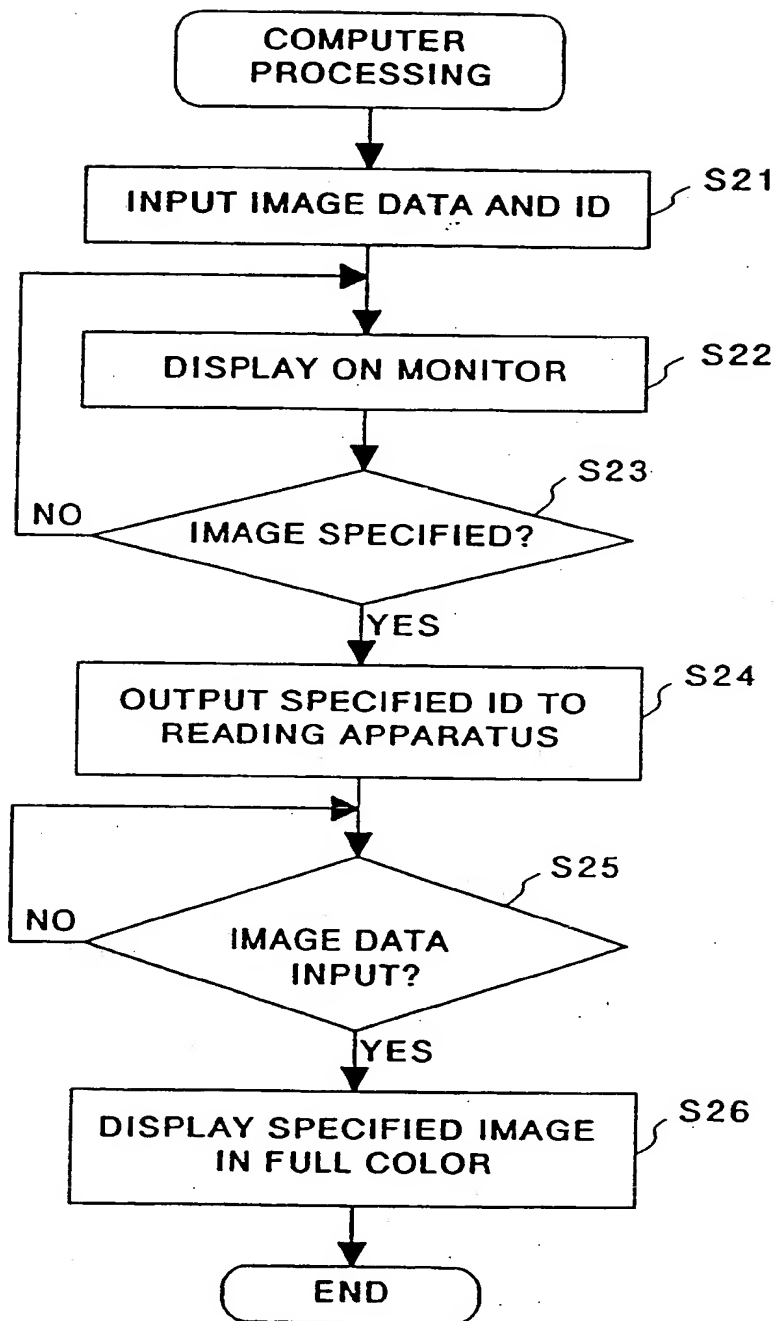 COMPUTER
PROCESSING
S21
INPUT IMAGE DATA AND ID
S22
DISPLAY ON MONITOR
S23
NO
IMAGE SPECIFIED?
YES
S24
OUTPUT SPECIFIED ID TO
READING APPARATUS
S25
NO
IMAGE DATA
INPUT?
YES
S26
DISPLAY SPECIFIED IMAGE
IN FULL COLOR
END